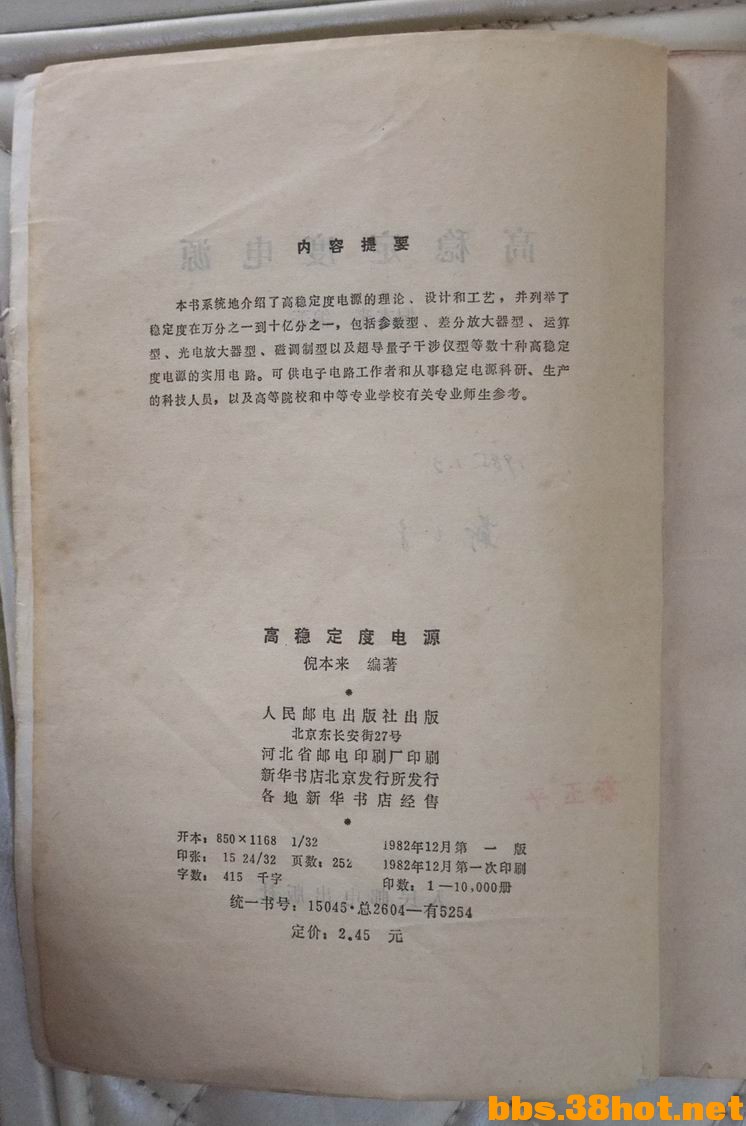 内容提要
本书系统地介绍了高稳定度电源的理论、设计和工艺，并列举了
稳定度在万分之一到十亿分之一，包括参数型、差分放大器型、运算
型、光电放大器型、磁调制型以及超导量子干涉仪型等数十种高稳定
度电源的实用电路。可供电子电路工作者和从事稳定电源科研、生产
的科技人员，以及高等院校和中等专业学校有关专业师生参考。
高稳定度电源
倪本来 编著
*
人民邮电出版社出版
北京东长安街27号
河北省邮电印刷厂印刷
新华书店北京发行所发行
各地新华书店经售
*
开本：850×1168 1/32 1982年12月第 一 版
印张：15 24/32 页数：252 1982年12月第一次印刷
字数：415 千字 印数：1—10,000册
统一书号：15045·总2604—有5254
定价：2.45 元
bbs.38hot.net